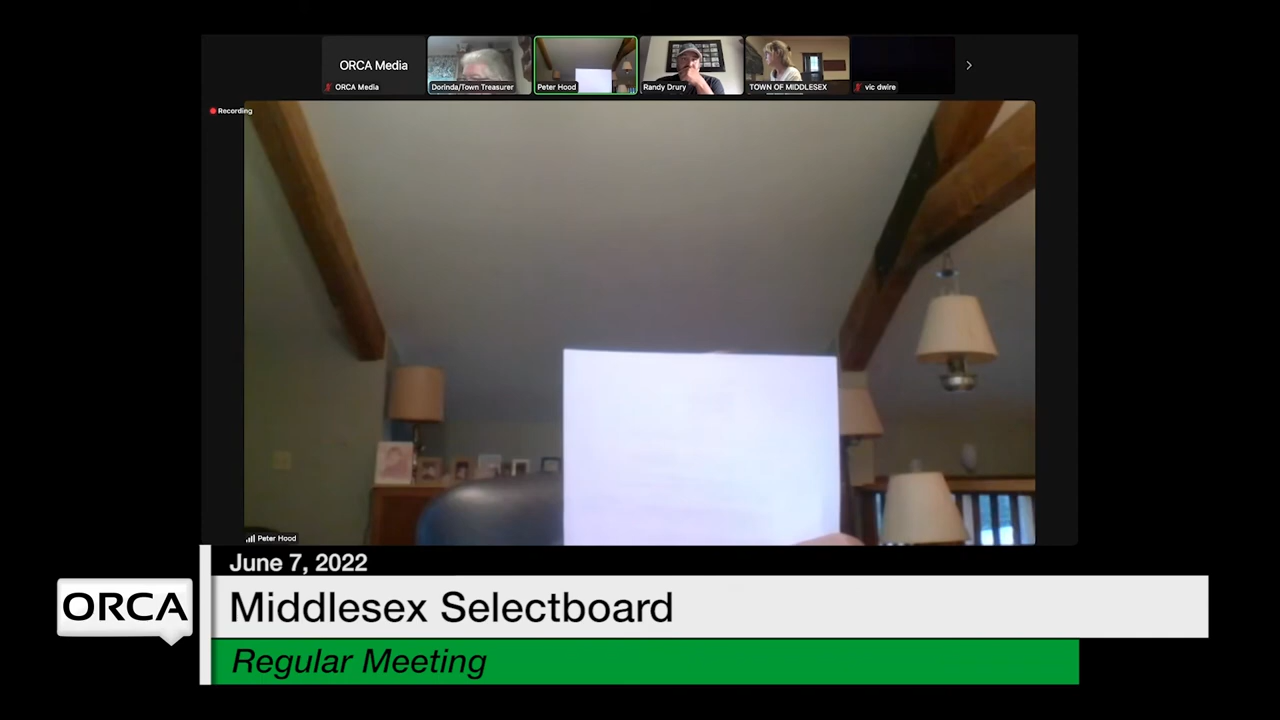 ORCA Media
ORCA Media
Dorinda/Town Treasurer
Peter Hood
Randy Drury
TOWN OF MIDDLESEX
vic dwire
Recording
Peter Hood
June 7, 2022
ORCA
Middlesex Selectboard
Regular Meeting